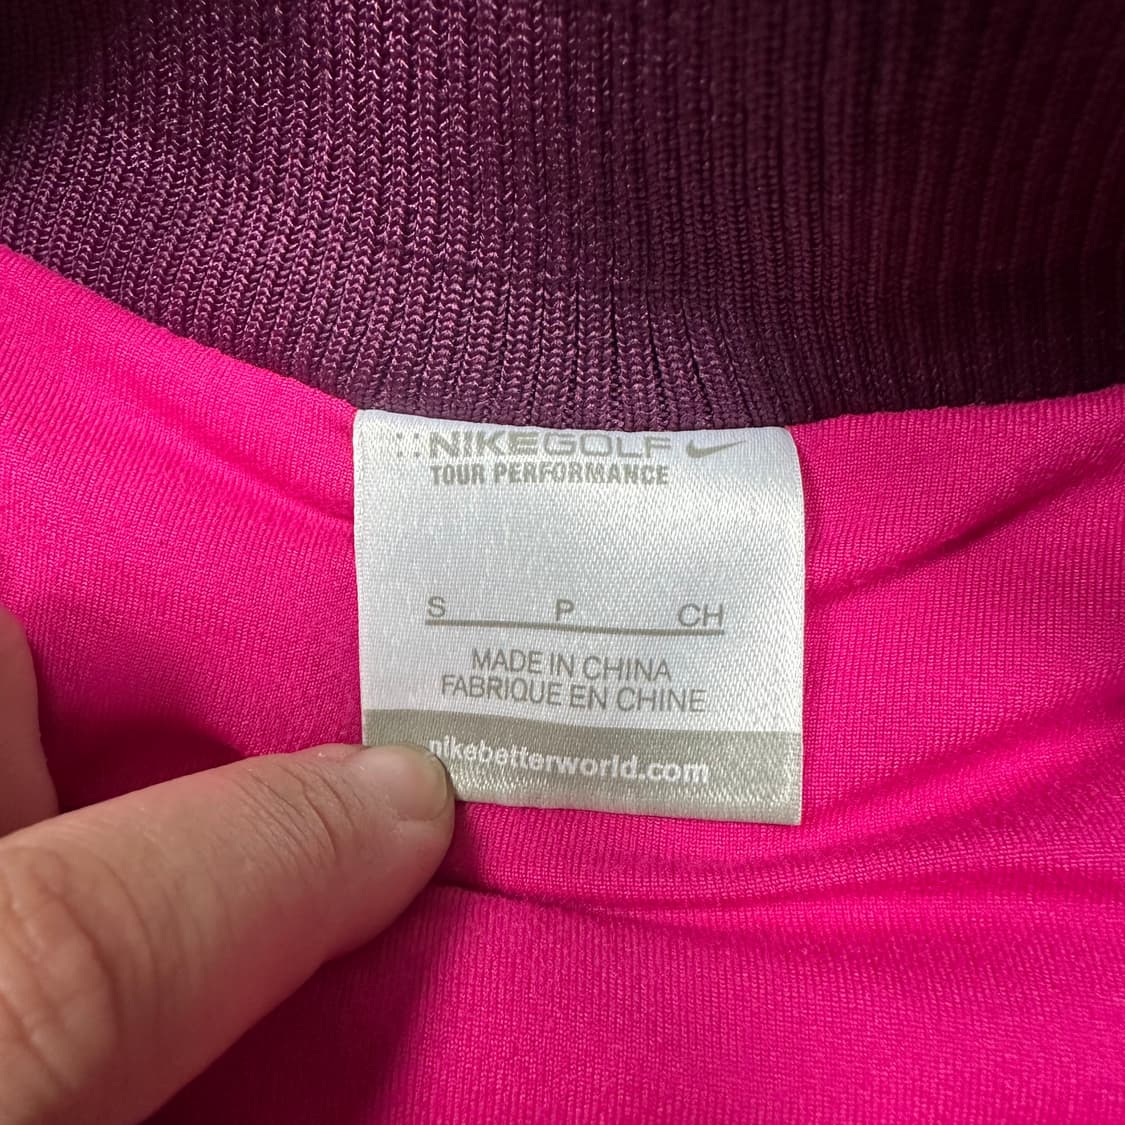 NIKEGOLF
TOUR PERFORMANCE
S P CH
MADE IN CHINA
FABRIQUE EN CHINE
nikebetterworld.com